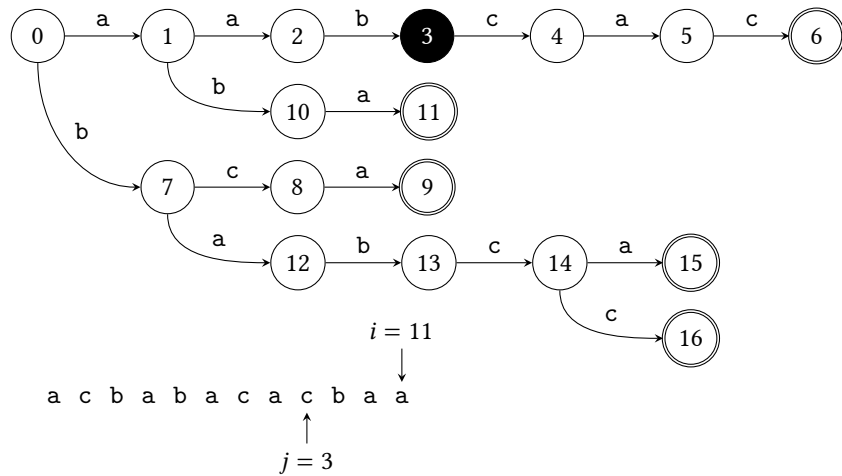 0 a 1 a 2 b 3 c 4 a 5 c 6
b 10 a 11
b
7 c 8 a 9
a 12 b 13 c 14 a 15
c 16
i = 11
a c b a b a c a c b a a
j = 3